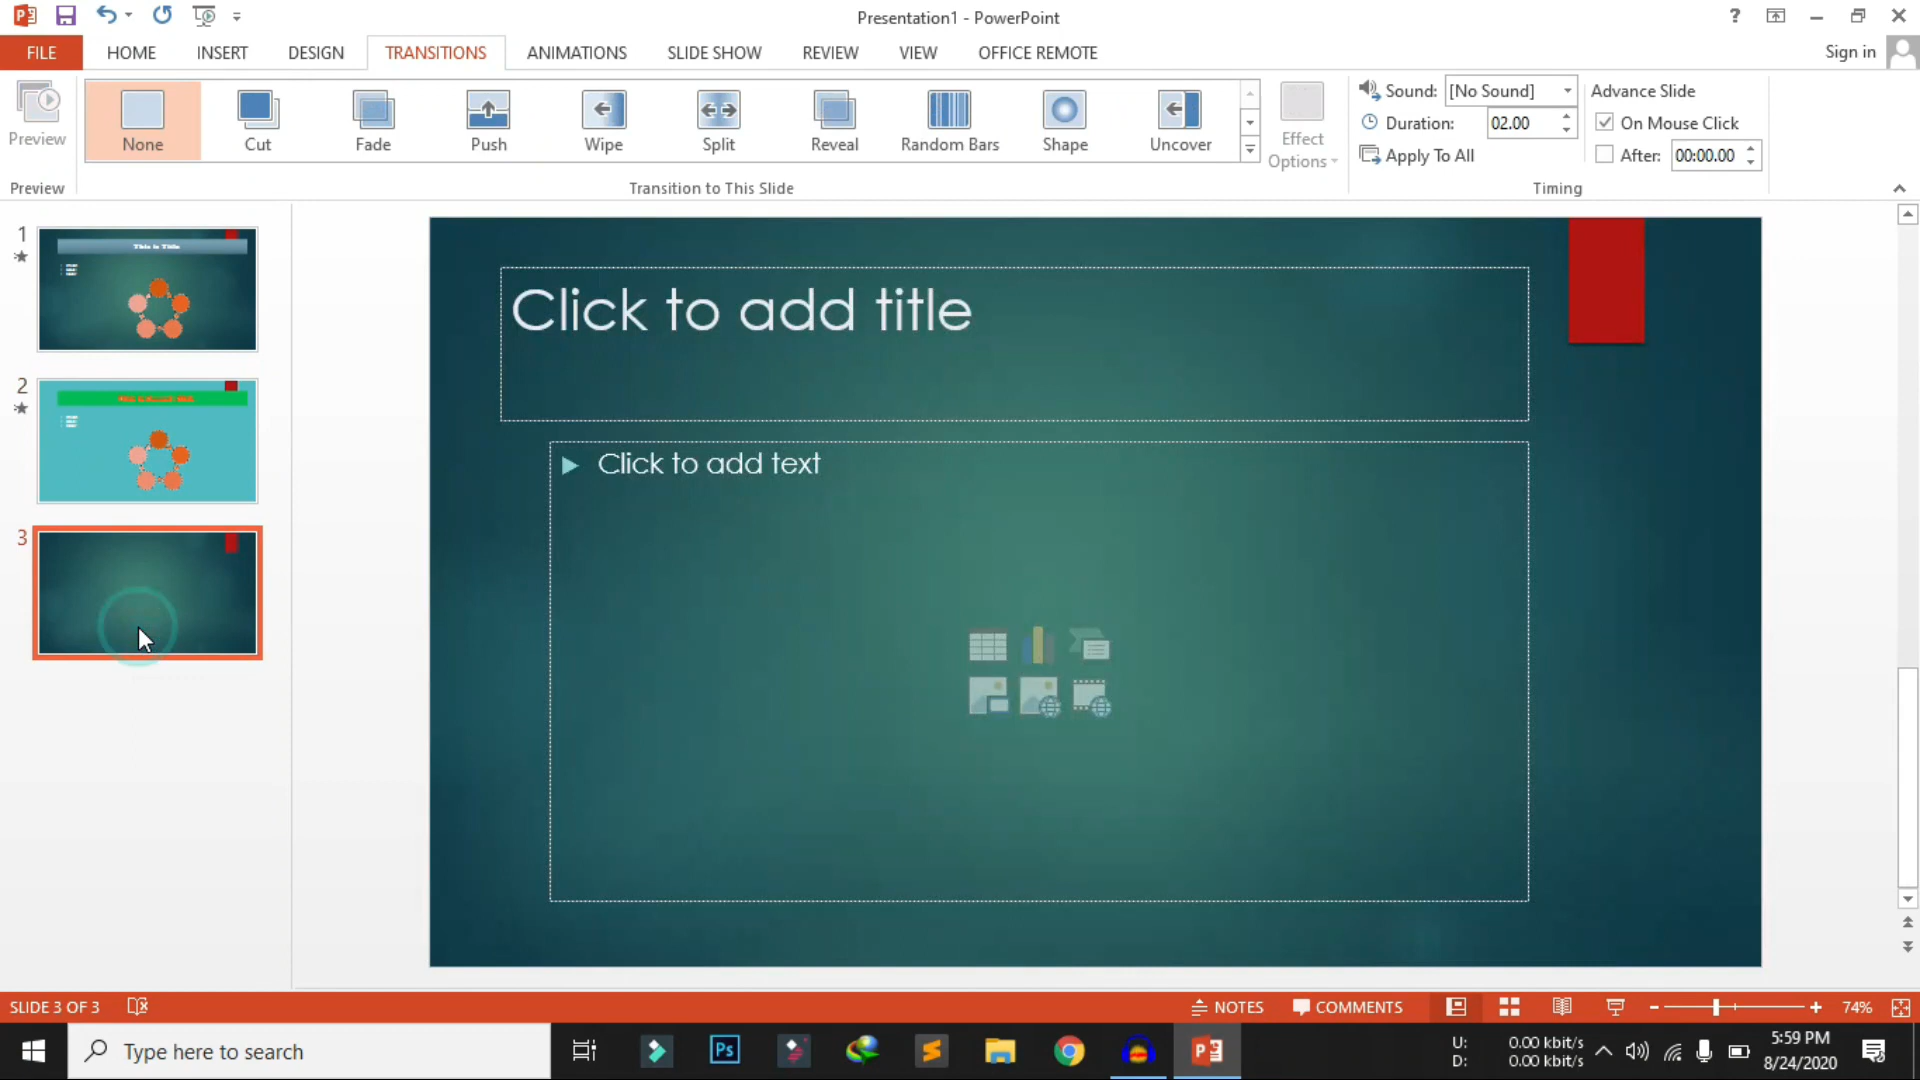 Presentation1 - PowerPoint
FILE HOME INSERT DESIGN TRANSITIONS ANIMATIONS SLIDE SHOW REVIEW VIEW OFFICE REMOTE Sign in
Preview None Cut Fade Push Wipe Split Reveal Random Bars Shape Uncover Effect Options
Sound: [No Sound] Advance Slide
Duration: 02.00 On Mouse Click
Apply To All After: 00:00.00
Preview Transition to This Slide Timing
1
This is Title
2
3
Click to add title
Click to add text
SLIDE 3 OF 3 NOTES COMMENTS 74%
Type here to search
Ps
U: 0.00 kbit/s
D: 0.00 kbit/s
5:59 PM
8/24/2020